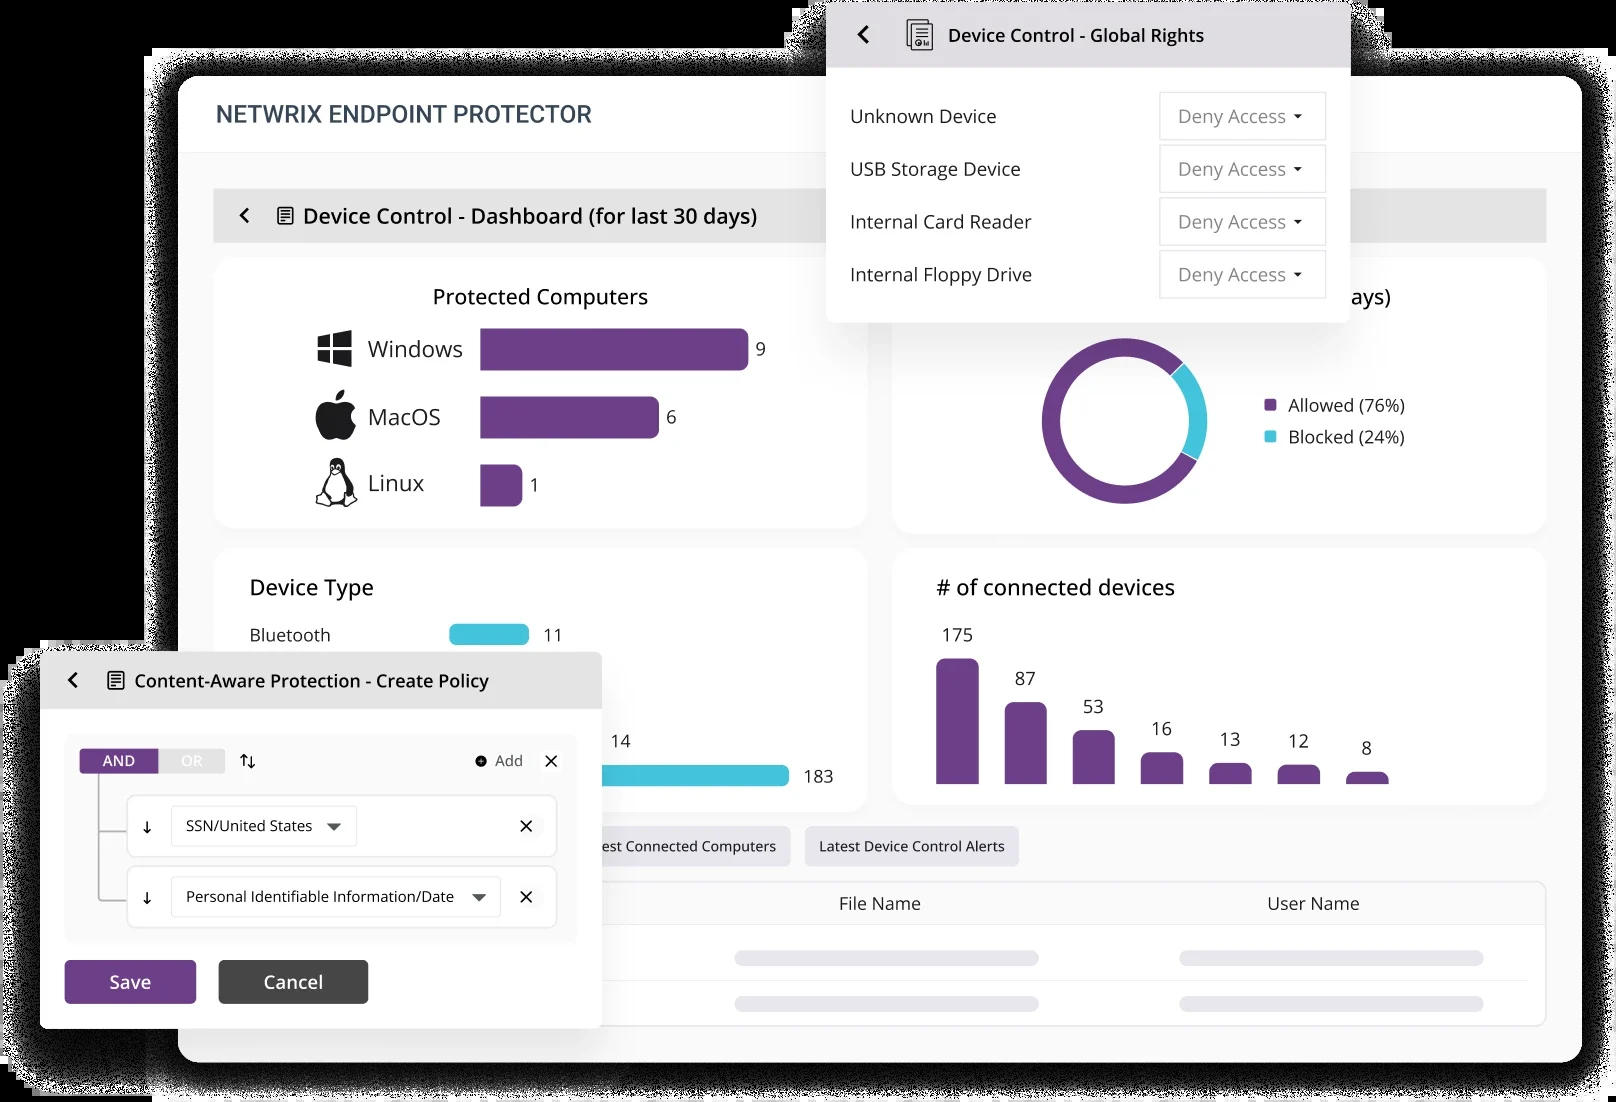 Device Control - Global Rights
Unknown Device Deny Access
USB Storage Device Deny Access
Internal Card Reader Deny Access
Internal Floppy Drive Deny Access
NETWRIX ENDPOINT PROTECTOR
Device Control - Dashboard (for last 30 days)
Protected Computers
Windows 9
MacOS 6
Linux 1
ays)
Allowed (76%)
Blocked (24%)
Device Type
Bluetooth 11
14
183
# of connected devices
175
87
53
16
13
12
8
Content-Aware Protection - Create Policy
AND OR Add
SSN/United States
Personal Identifiable Information/Date
Save Cancel
est Connected Computers
Latest Device Control Alerts
File Name User Name